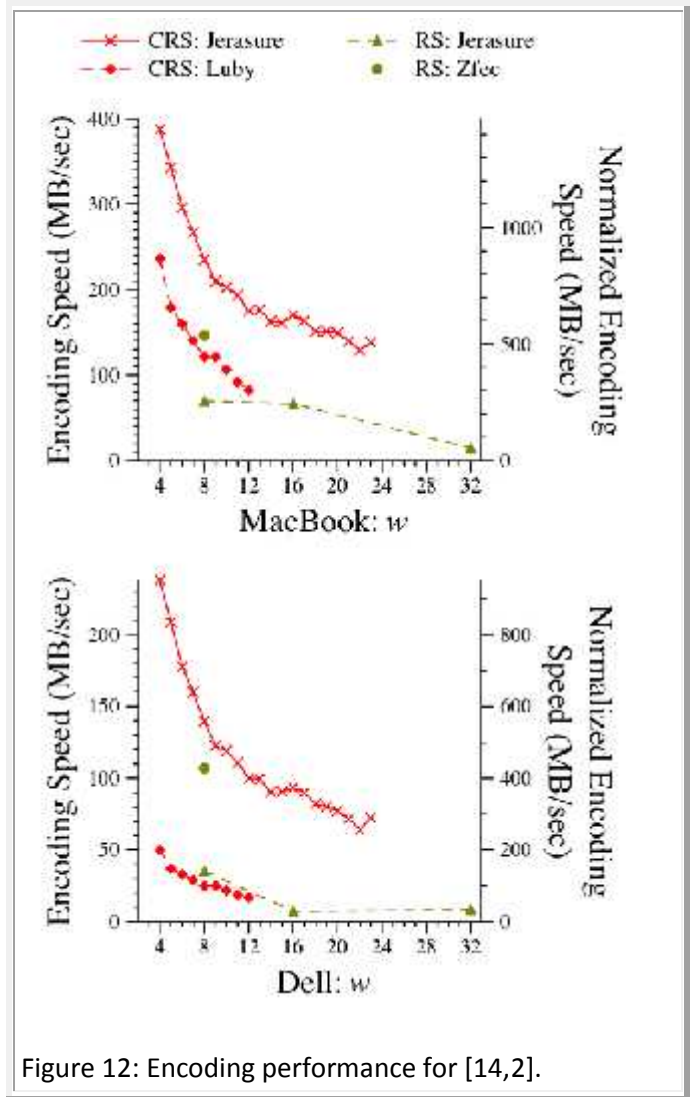 CRS: Jerasure
RS: Jerasure
CRS: Luby
RS: Zfec
400
300
200
100
0
Encoding Speed (MB/sec)
1000
500
0
Normalized Encoding
Speed (MB/sec)
4 8 12 16 20 24 28 32
MacBook: w
200
150
100
50
0
Encoding Speed (MB/sec)
800
600
400
200
0
Normalized Encoding
Speed (MB/sec)
4 8 12 16 20 24 28 32
Dell: w
Figure 12: Encoding performance for [14,2].